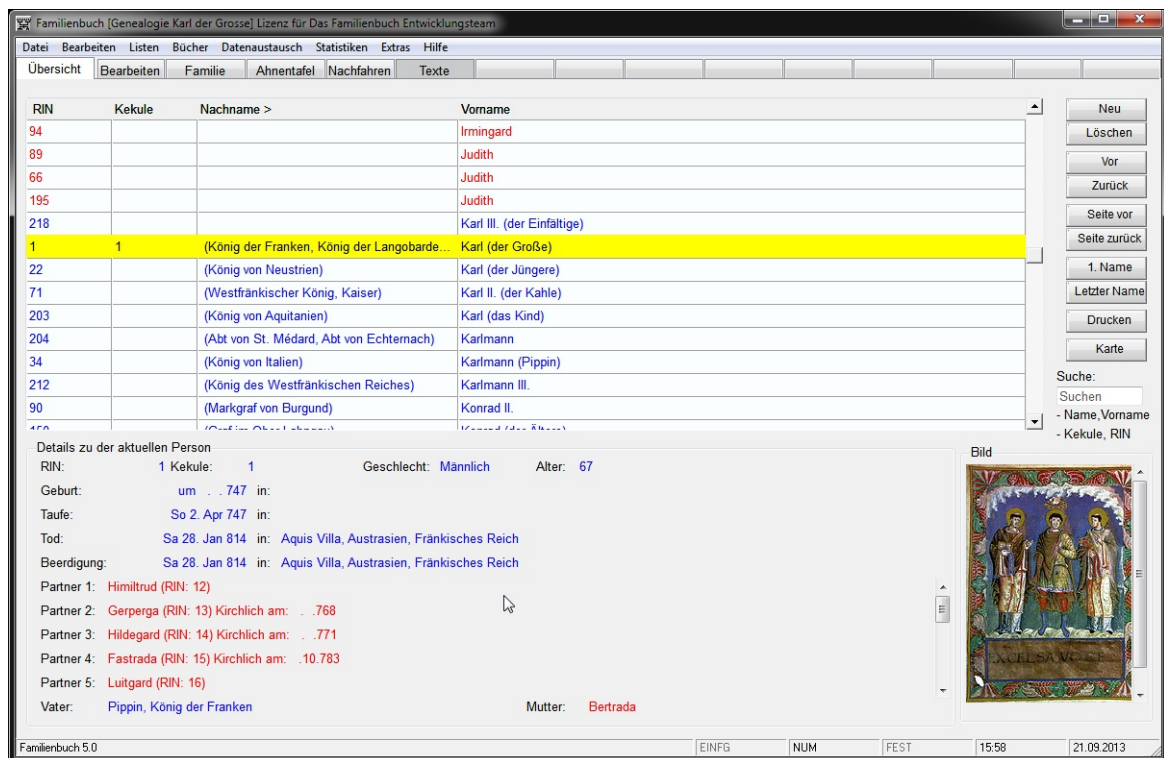 Familienbuch [Genealogie Karl der Grosse] Lizenz für Das Familienbuch Entwicklungsteam
Datei Bearbeiten Listen Bücher Datenaustausch Statistiken Extras Hilfe
Übersicht Bearbeiten Familie Ahnentafel Nachfahren Texte
RIN Kekule Nachname > Vorname
94 Irmingard
89 Judith
66 Judith
195 Judith
218 Karl III. (der Einfältige)
1 1 (König der Franken, König der Langobarde... Karl (der Große)
22 (König von Neustrien) Karl (der Jüngere)
71 (Westfränkischer König, Kaiser) Karl II. (der Kahle)
203 (König von Aquitanien) Karl (das Kind)
204 (Abt von St. Médard, Abt von Echternach) Karlmann
34 (König von Italien) Karlmann (Pippin)
212 (König des Westfränkischen Reiches) Karlmann III.
90 (Markgraf von Burgund) Konrad II.
Neu
Löschen
Vor
Zurück
Seite vor
Seite zurück
1. Name
Letzter Name
Drucken
Karte
Suche:
Suchen
- Name,Vorname
- Kekule, RIN
Details zu der aktuellen Person
RIN: 1 Kekule: 1 Geschlecht: Männlich Alter: 67
Geburt: um . . 747 in:
Taufe: So 2. Apr 747 in:
Tod: Sa 28. Jan 814 in: Aquis Villa, Austrasien, Fränkisches Reich
Beerdigung: Sa 28. Jan 814 in: Aquis Villa, Austrasien, Fränkisches Reich
Partner 1: Himiltrud (RIN: 12)
Partner 2: Gerperga (RIN: 13) Kirchlich am: . .768
Partner 3: Hildegard (RIN: 14) Kirchlich am: . .771
Partner 4: Fastrada (RIN: 15) Kirchlich am: .10.783
Partner 5: Luitgard (RIN: 16)
Vater: Pippin, König der Franken Mutter: Bertrada
Bild
Familienbuch 5.0 EINFG NUM FEST 15:58 21.09.2013